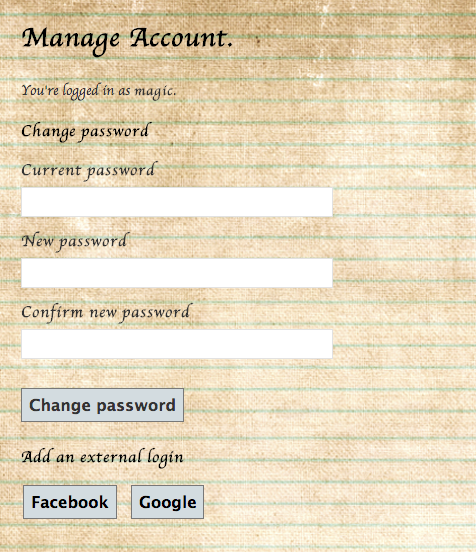 Manage Account.
You're logged in as magic.
Change password
Current password
New password
Confirm new password
Change password
Add an external login
Facebook Google